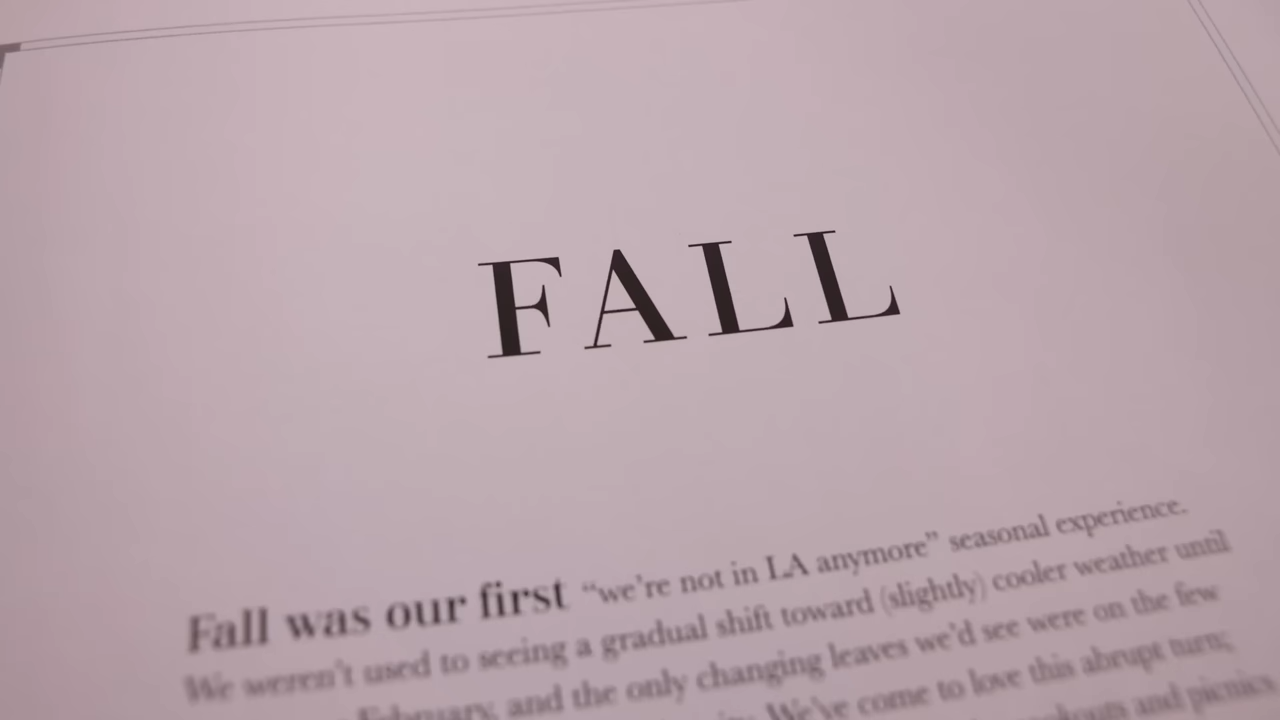 FALL
Fall was our first “we’re not in LA anymore” seasonal experience.
We weren’t used to seeing a gradual shift toward (slightly) cooler weather until
February, and the only changing leaves we’d see were on the few
We’ve come to love this abrupt turn;
and picnics